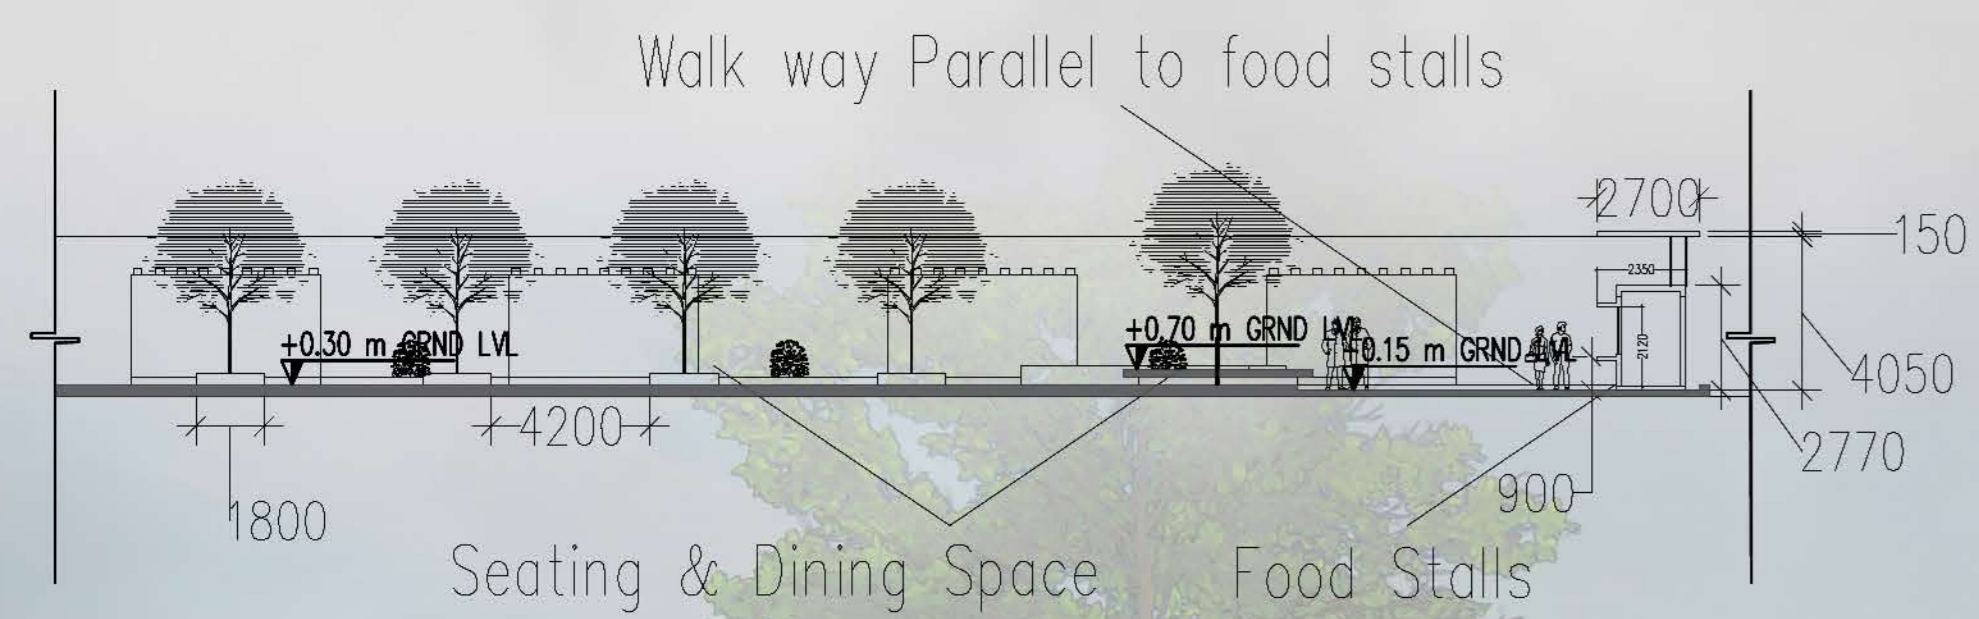 Walk way Parallel to food stalls
2700
150
2350
+0.30 m GRND LVL
+0.70 m GRND LVL
+0.15 m GRND LVL
2120
4050
4200
2770
1800
900
Seating & Dining Space
Food Stalls